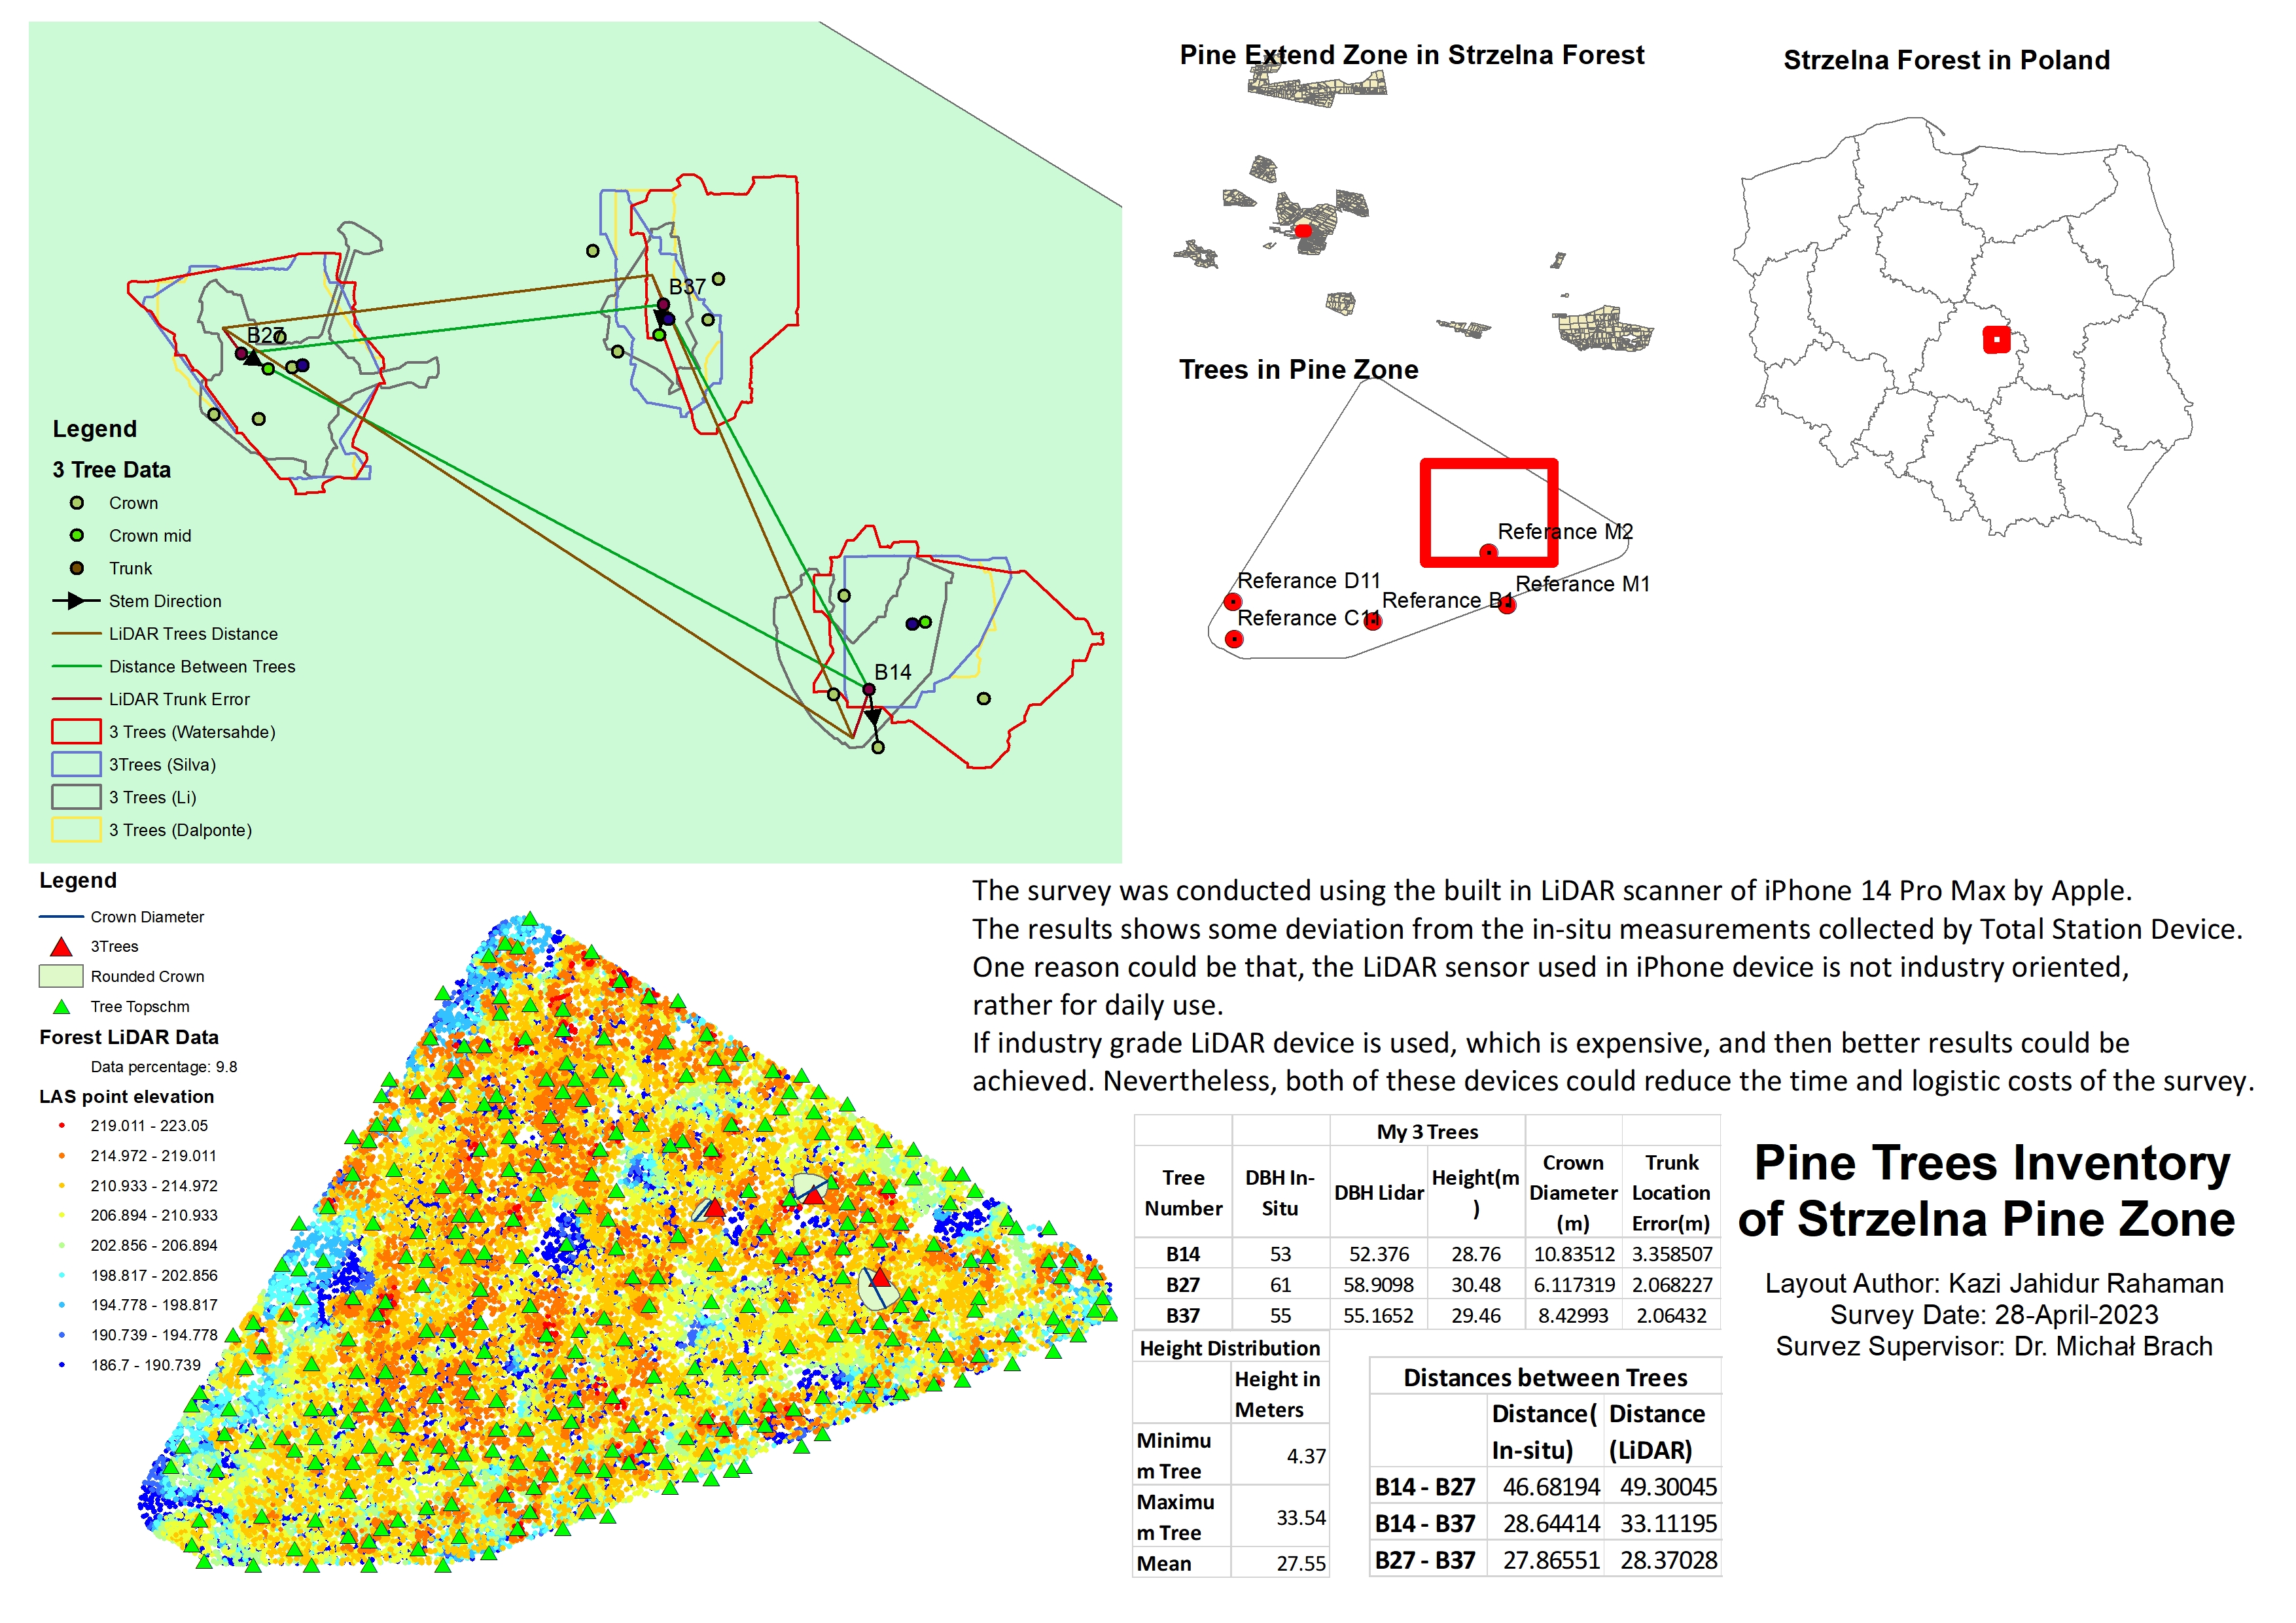 Pine Extend Zone in Strzelna Forest
Strzelna Forest in Poland
B37
B27
B14
Legend
3 Tree Data
Crown
Crown mid
Trunk
Stem Direction
LiDAR Trees Distance
Distance Between Trees
LiDAR Trunk Error
3 Trees (Watersahde)
3Trees (Silva)
3 Trees (Li)
3 Trees (Dalponte)
Trees in Pine Zone
Referance M2
Referance D11
Referance M1
Referance B1
Referance C11
Legend
Crown Diameter
3Trees
Rounded Crown
Tree Topschm
Forest LiDAR Data
Data percentage: 9.8
LAS point elevation
219.011 - 223.05
214.972 - 219.011
210.933 - 214.972
206.894 - 210.933
202.856 - 206.894
198.817 - 202.856
194.778 - 198.817
190.739 - 194.778
186.7 - 190.739
The survey was conducted using the built in LiDAR scanner of iPhone 14 Pro Max by Apple.
The results shows some deviation from the in-situ measurements collected by Total Station Device.
One reason could be that, the LiDAR sensor used in iPhone device is not industry oriented,
rather for daily use.
If industry grade LiDAR device is used, which is expensive, and then better results could be
achieved. Nevertheless, both of these devices could reduce the time and logistic costs of the survey.
My 3 Trees
Tree Number DBH In-Situ DBH Lidar Height(m) Crown Diameter (m) Trunk Location Error(m)
B14 53 52.376 28.76 10.83512 3.358507
B27 61 58.9098 30.48 6.117319 2.068227
B37 55 55.1652 29.46 8.42993 2.06432
Height Distribution
Height in Meters
Minimum Tree 4.37
Maximum Tree 33.54
Mean 27.55
Distances between Trees
Distance(In-situ) Distance (LiDAR)
B14 - B27 46.68194 49.30045
B14 - B37 28.64414 33.11195
B27 - B37 27.86551 28.37028
Pine Trees Inventory
of Strzelna Pine Zone
Layout Author: Kazi Jahidur Rahaman
Survey Date: 28-April-2023
Survez Supervisor: Dr. Michał Brach